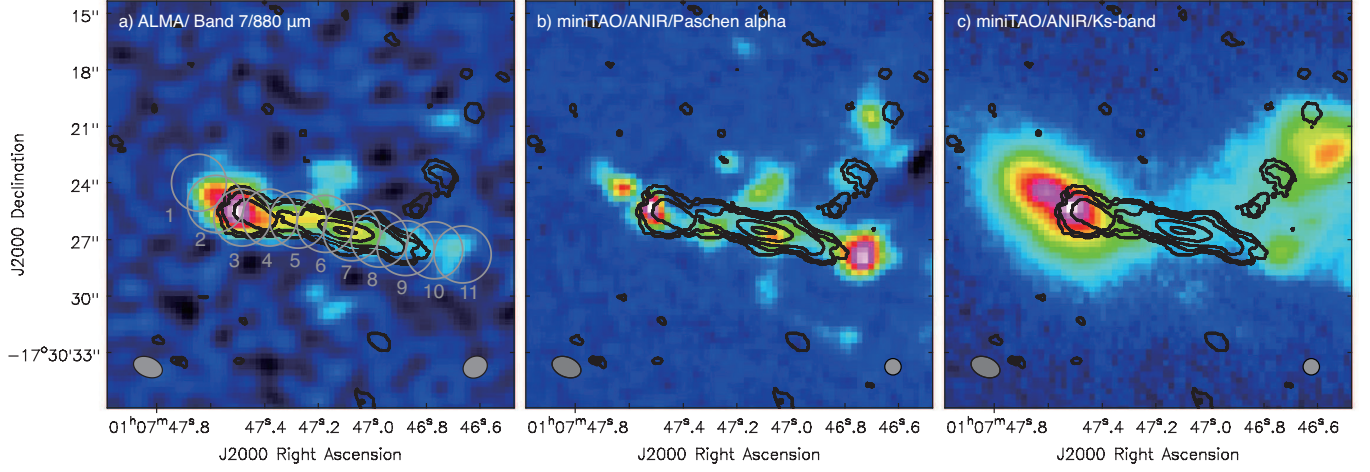 a) ALMA/ Band 7/880 μm
b) miniTAO/ANIR/Paschen alpha
c) miniTAO/ANIR/Ks-band
15"
18"
21"
24"
27"
30"
−17°30'33"
J2000 Declination
1
2
3
4
5
6
7
8
9
10
11
01ʰ07ᵐ47ˢ.8
47ˢ.4
47ˢ.2
47ˢ.0
46ˢ.8
46ˢ.6
01ʰ07ᵐ47ˢ.8
47ˢ.4
47ˢ.2
47ˢ.0
46ˢ.8
46ˢ.6
01ʰ07ᵐ47ˢ.8
47ˢ.4
47ˢ.2
47ˢ.0
46ˢ.8
46ˢ.6
J2000 Right Ascension
J2000 Right Ascension
J2000 Right Ascension